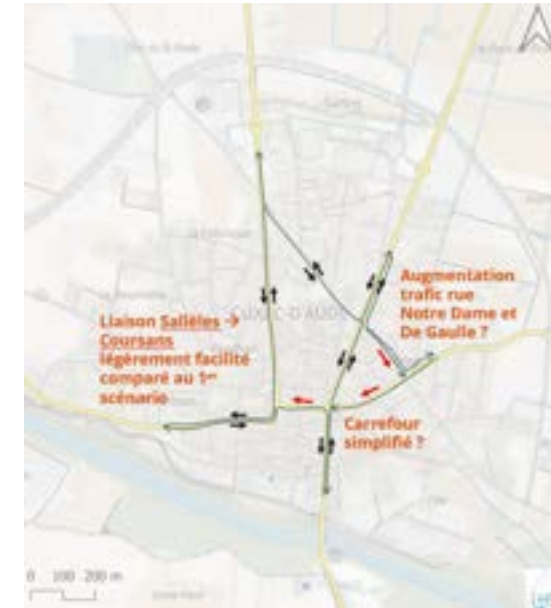 Augmentation
trafic rue
Notre Dame et
De Gaulle ?
Liaison Sallèles →
Coursans
légèrement facilité
comparé au 1er
scénario
Carrefour
simplifié ?
0 100 200 m